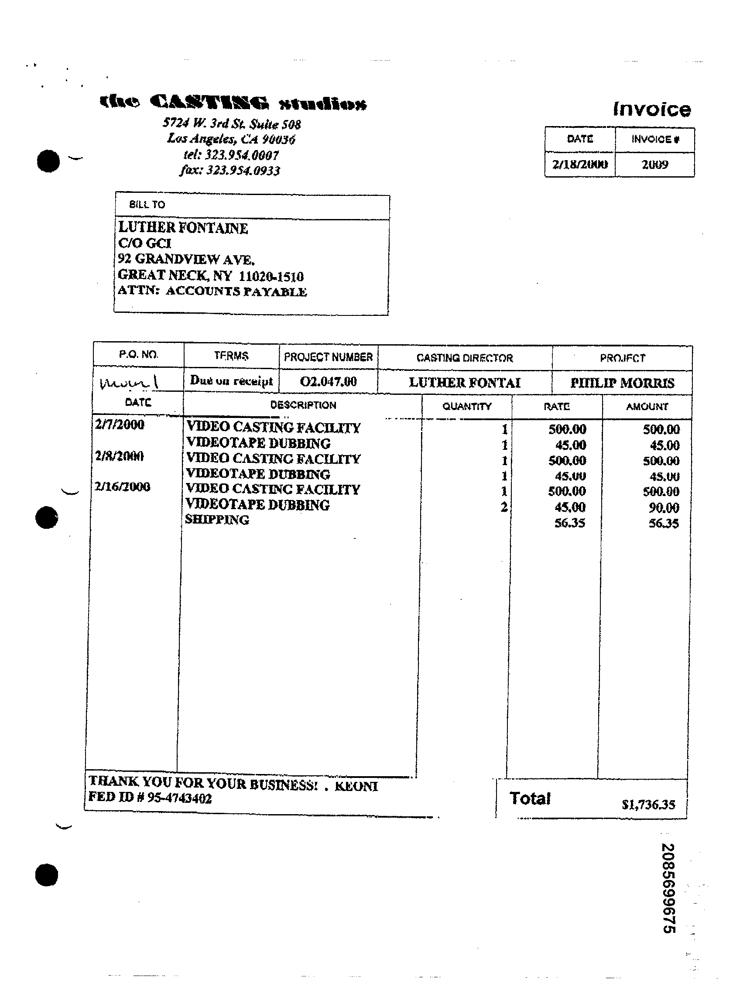 the CASTING studios
5724 W. 3rd St. Suite 508
Los Angeles, CA 90036
tel: 323.954.0007
fax: 323.954.0933
Invoice
DATE INVOICE #
2/18/2000 2009
BILL TO
LUTHER FONTAINE
C/O GCI
92 GRANDVIEW AVE,
GREAT NECK, NY 11020-1510
ATTN: ACCOUNTS PAYABLE
P.O. NO. TERMS PROJECT NUMBER CASTING DIRECTOR PROJECT
Due on receipt O2.047.00 LUTHER FONTAI PHILIP MORRIS
DATE DESCRIPTION QUANTITY RATE AMOUNT
2/7/2000 VIDEO CASTING FACILITY 1 500.00 500.00
VIDEOTAPE DUBBING 1 45.00 45.00
2/8/2000 VIDEO CASTING FACILITY 1 500.00 500.00
VIDEOTAPE DUBBING 1 45.00 45.00
2/16/2000 VIDEO CASTING FACILITY 1 500.00 500.00
VIDEOTAPE DUBBING 2 45.00 90.00
SHIPPING 56.35 56.35
THANK YOU FOR YOUR BUSINESS! . KEONI
FED ID # 95-4743402
Total $1,736.35
2085699675